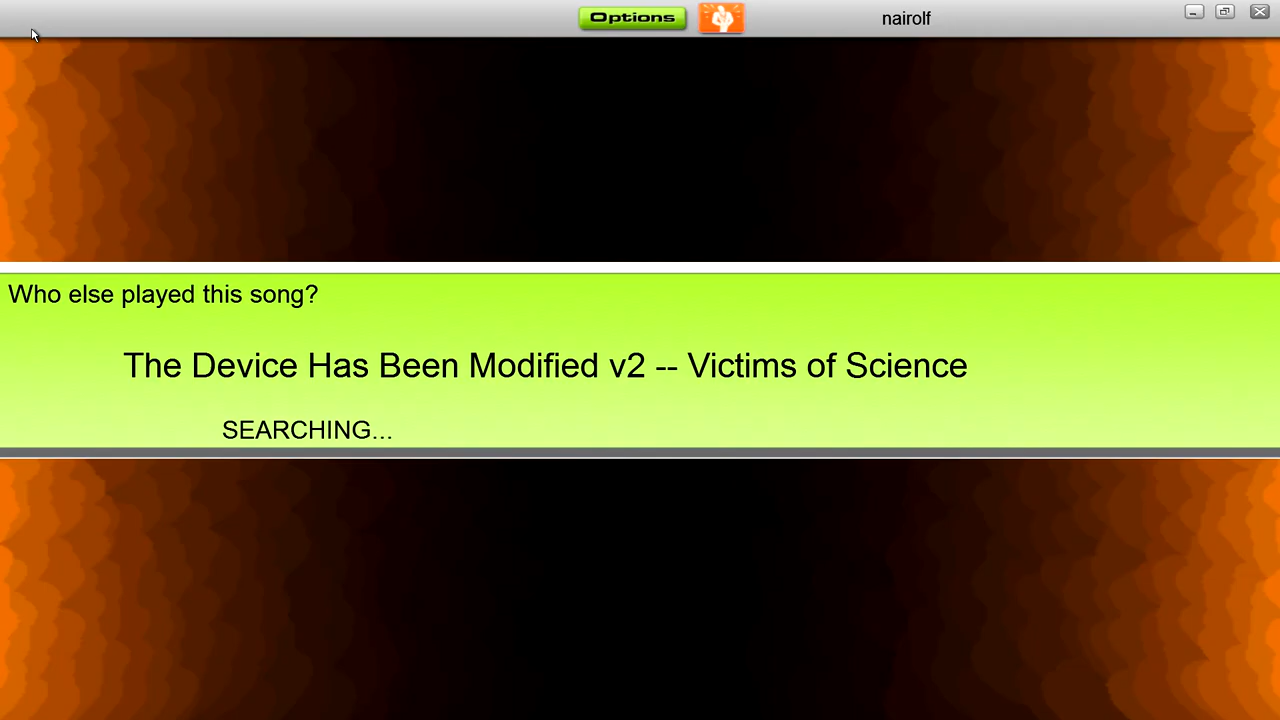 Options
nairolf
Who else played this song?
The Device Has Been Modified v2 -- Victims of Science
SEARCHING...